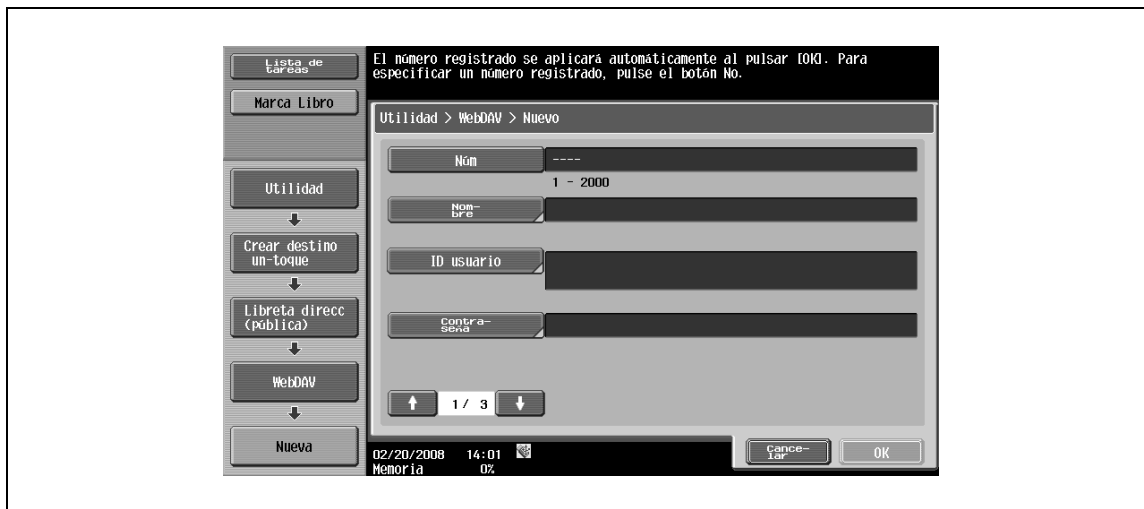 Lista de
tareas
Marca Libro
El número registrado se aplicará automáticamente al pulsar [OK]. Para
especificar un número registrado, pulse el botón No.
Utilidad > WebDAV > Nuevo
Núm
----
1 - 2000
Nom-
bre
ID usuario
Contra-
seña
1/ 3
Utilidad
Crear destino
un-toque
Libreta direcc
(pública)
WebDAV
Nueva
02/20/2008 14:01
Memoria 0%
Cance-
lar
OK